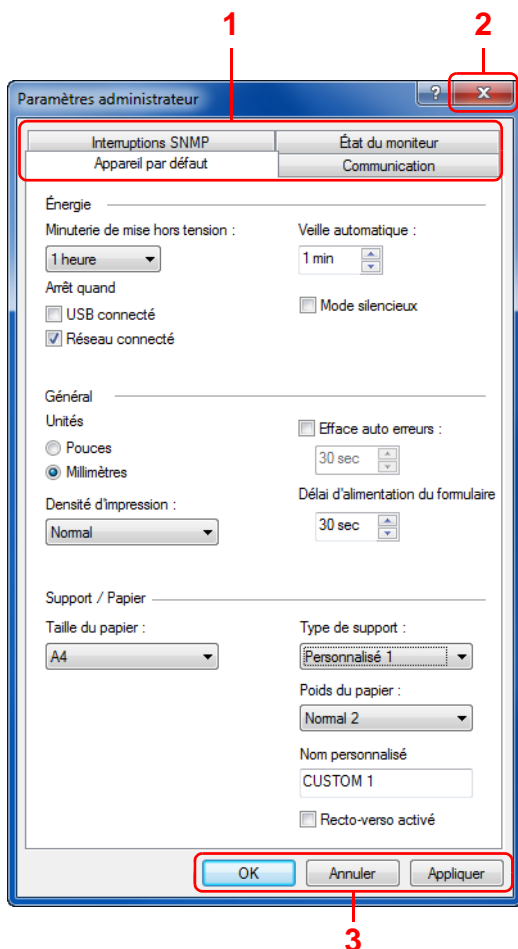 1
2
Paramètres administrateur
?
X
Interruptions SNMP
État du moniteur
Appareil par défaut
Communication
Énergie
Minuterie de mise hors tension :
1 heure
Arrêt quand
USB connecté
Réseau connecté
Veille automatique :
1 min
Mode silencieux
Général
Unités
Pouces
Millimètres
Densité d'impression :
Normal
Efface auto erreurs :
30 sec
Délai d'alimentation du formulaire
30 sec
Support / Papier
Taille du papier :
A4
Type de support :
Personnalisé 1
Poids du papier :
Normal 2
Nom personnalisé
CUSTOM 1
Recto-verso activé
OK
Annuler
Appliquer
3